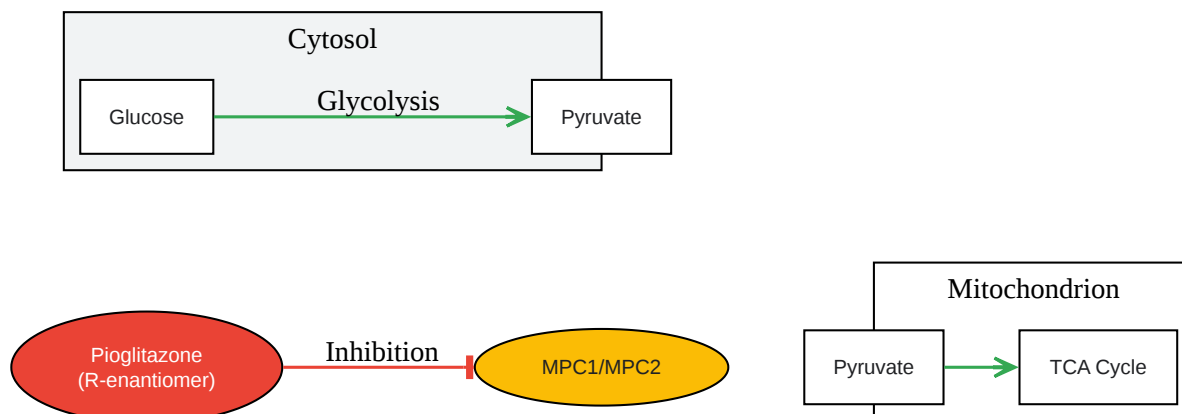 Cytosol
Glucose
Glycolysis
Pyruvate
Mitochondrion
Pioglitazone
(R-enantiomer)
Inhibition
MPC1/MPC2
Pyruvate
TCA Cycle